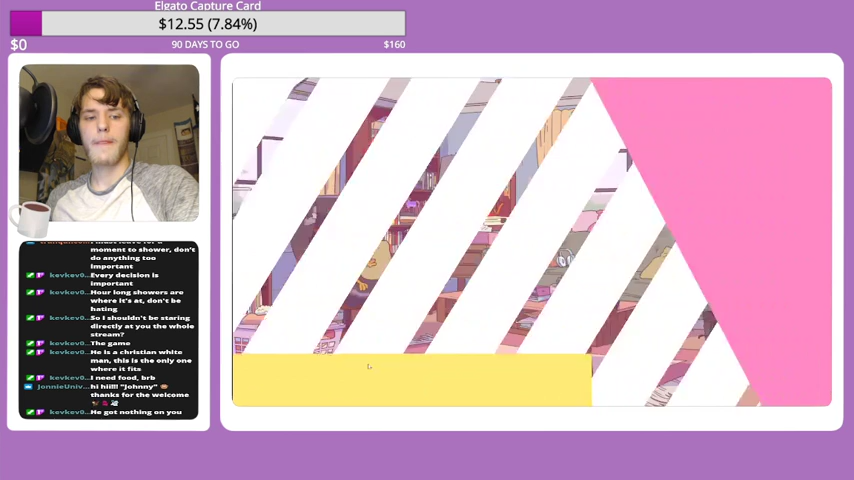 Elgato Capture Card
$12.55 (7.84%)
$0
90 DAYS TO GO
$160
moment to shower, don't
do anything too
important
kevkev0... Every decision is
important
kevkev0... Hour long showers are
where it's at, don't be
hating
kevkev0... So I shouldn't be staring
directly at you the whole
stream?
kevkev0... The game
kevkev0... He is a christian white
man, this is the only one
where it fits
kevkev0... I need food, brb
JonnieUniv... hi hii!!! "Johnny"
thanks for the welcome
kevkev0... He got nothing on you